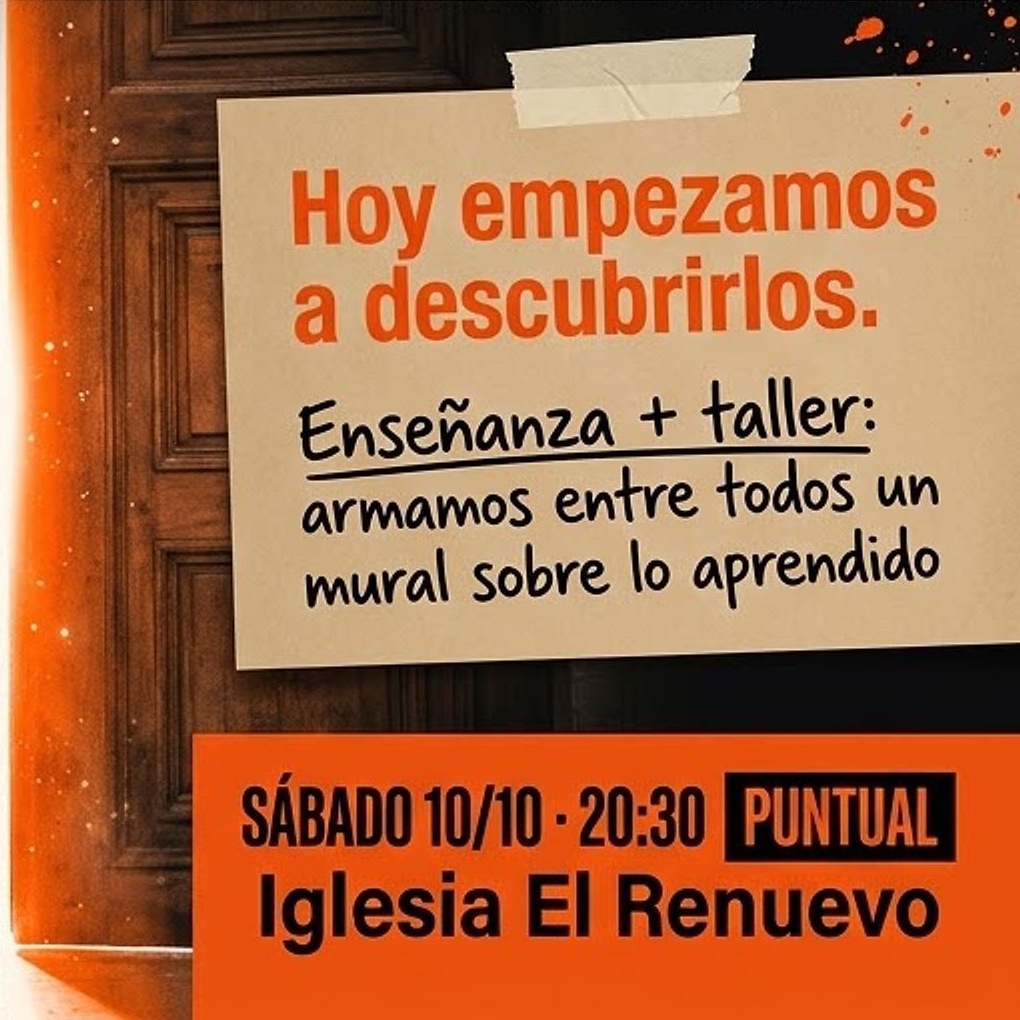 Hoy empezamos
a descubrirlos.
Enseñanza + taller:
armamos entre todos un
mural sobre lo aprendido
SÁBADO 10/10 · 20:30 PUNTUAL
Iglesia El Renuevo